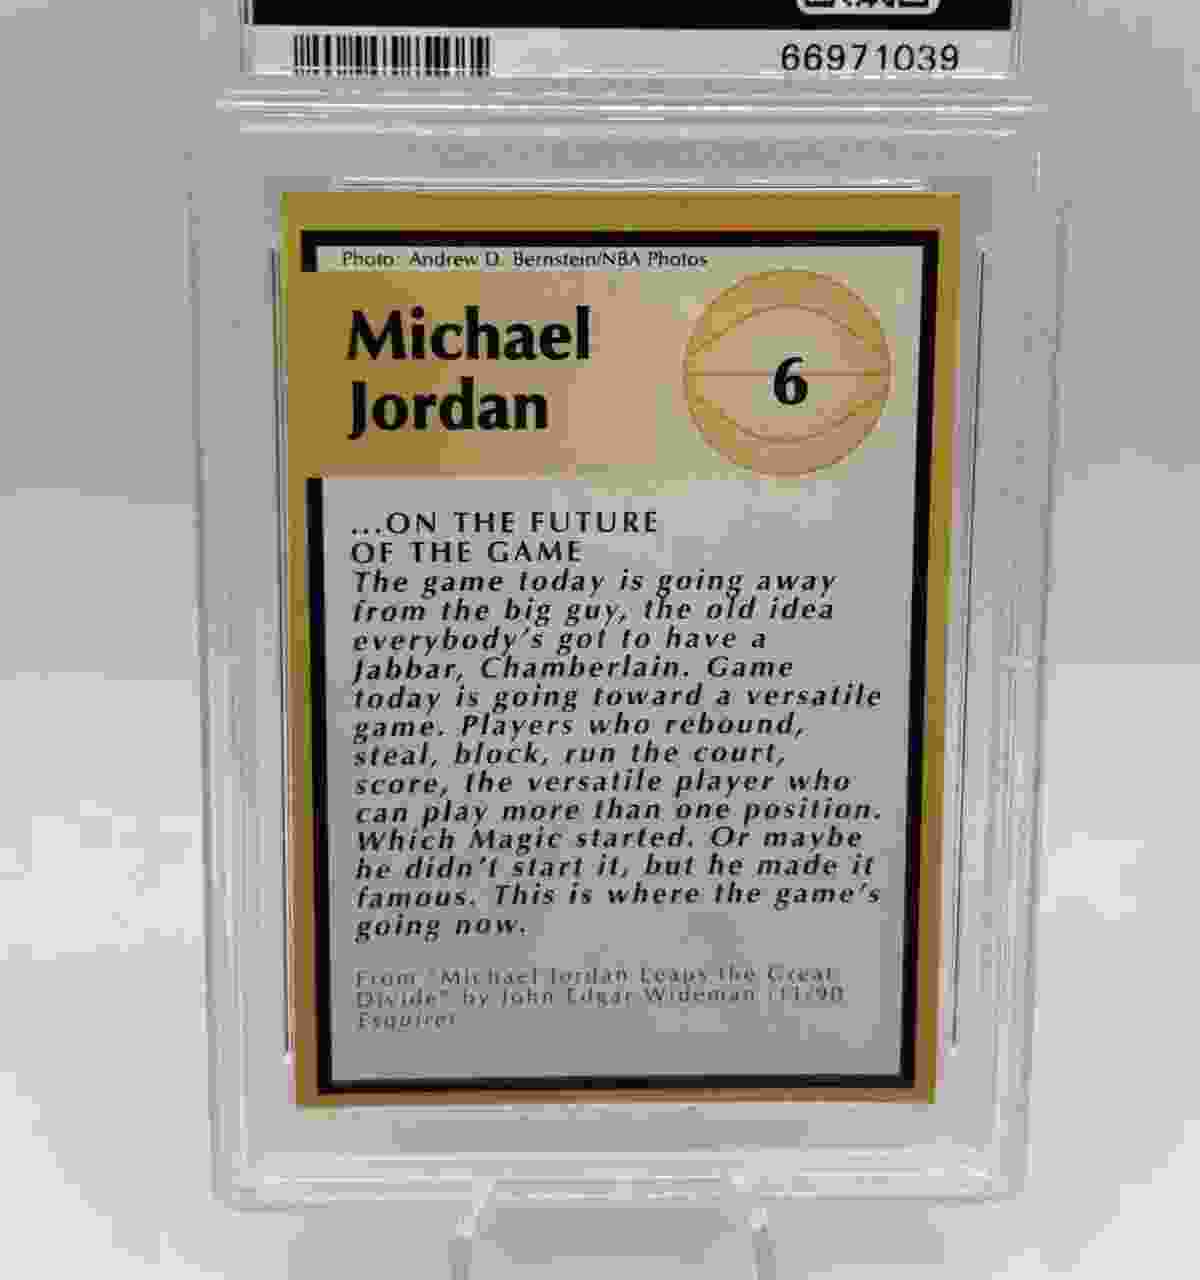 66971039
Photo: Andrew D. Bernstein/NBA Photos
Michael
Jordan
6
...ON THE FUTURE
OF THE GAME
The game today is going away
from the big guy, the old idea
everybody's got to have a
Jabbar, Chamberlain. Game
today is going toward a versatile
game. Players who rebound,
steal, block, run the court,
score, the versatile player who
can play more than one position.
Which Magic started. Or maybe
he didn't start it, but he made it
famous. This is where the game's
going now.
From "Michael Jordan Leaps the Great
Divide" by John Edgar Wideman (11/90
Esquire)